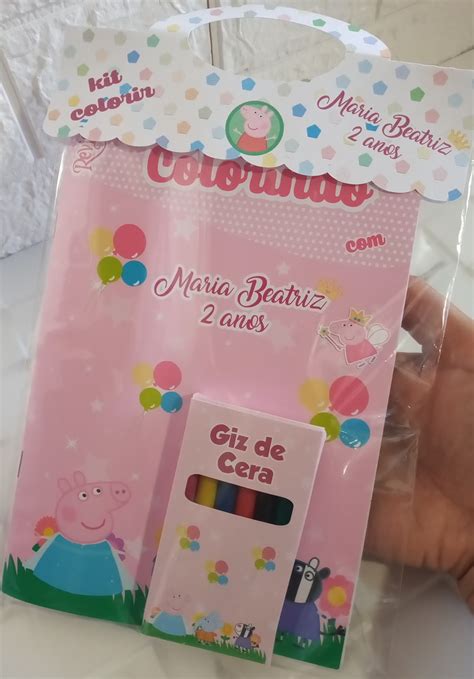 kit
colorir
Maria Beatriz
2 anos
Colorindo
com
Maria Beatriz
2 anos
Giz de
Cera